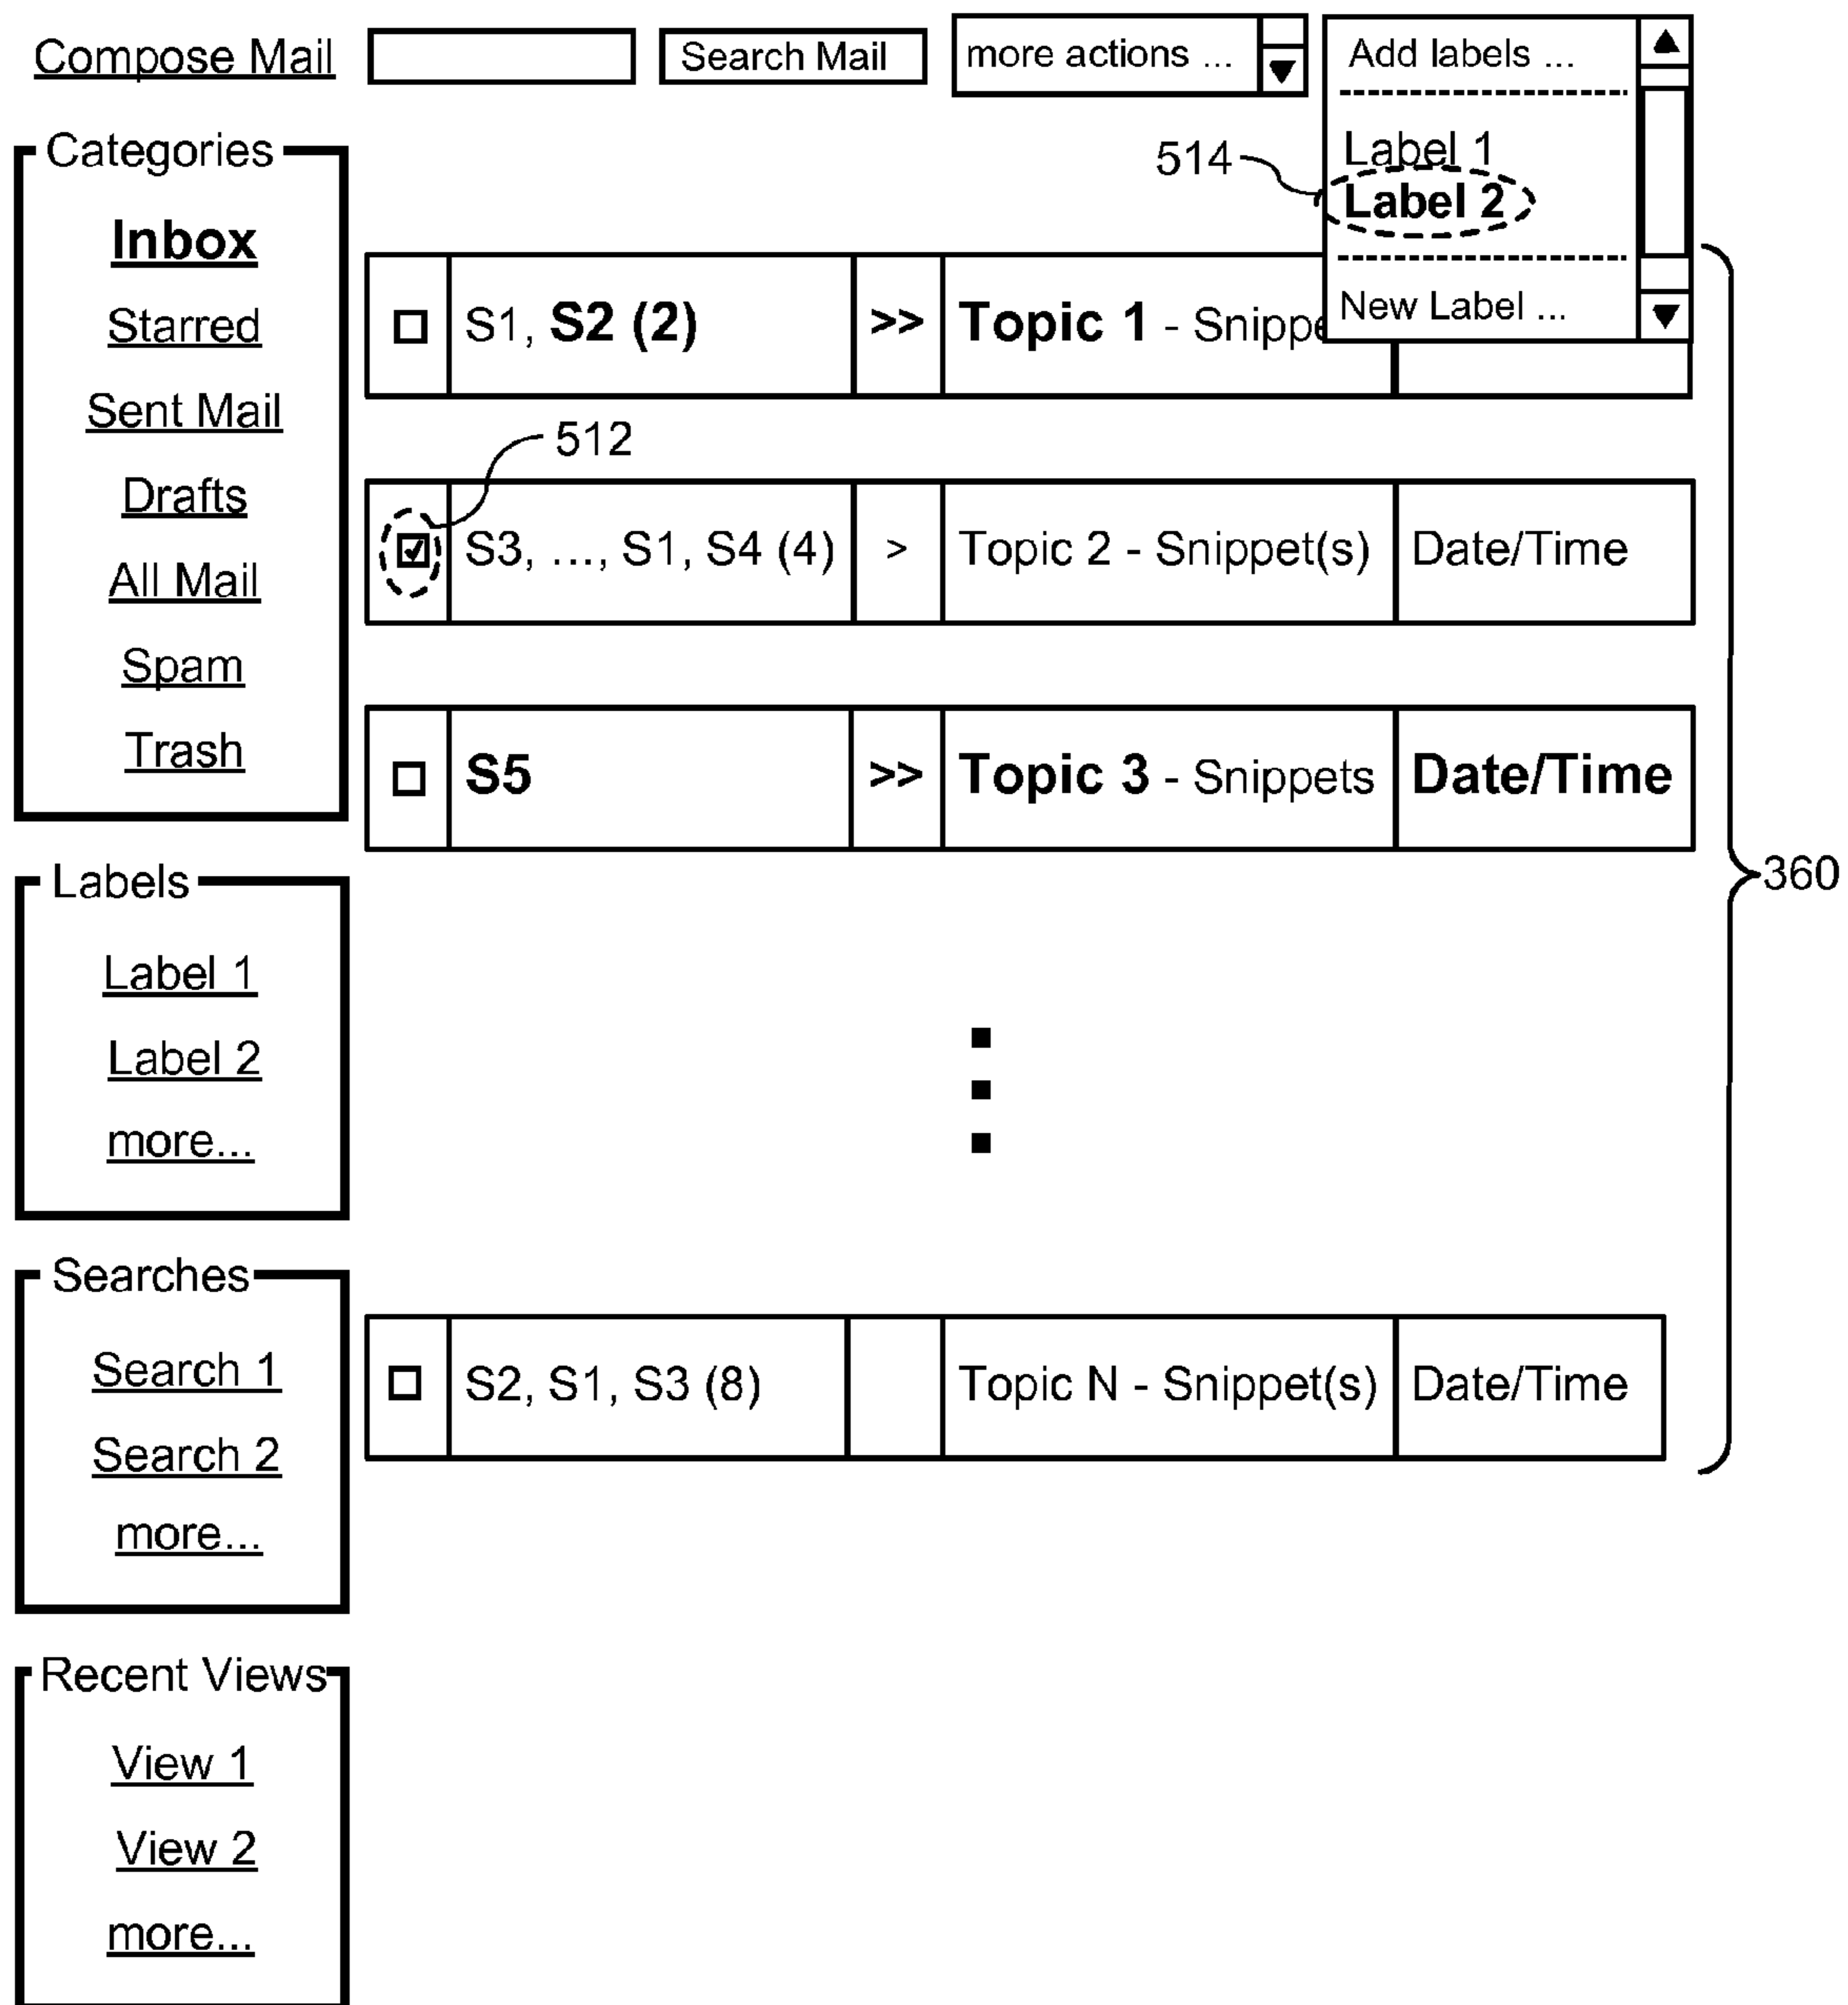 Compose Mail
Search Mail
more actions ...
Add labels ...
Label 1
514
Label 2
New Label ...
Categories
Inbox
Starred
Sent Mail
Drafts
All Mail
Spam
Trash
S1, S2 (2) >> Topic 1 - Snippe
512
S3, ..., S1, S4 (4) > Topic 2 - Snippet(s) Date/Time
S5 >> Topic 3 - Snippets Date/Time
360
Labels
Label 1
Label 2
more...
Searches
Search 1
Search 2
more...
S2, S1, S3 (8) Topic N - Snippet(s) Date/Time
Recent Views
View 1
View 2
more...